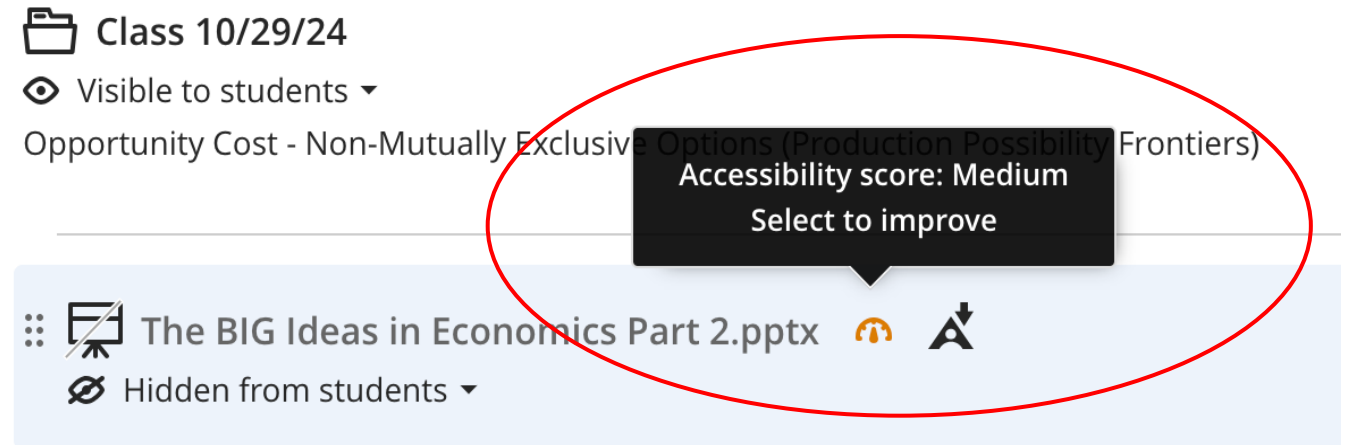 Class 10/29/24
Visible to students
Opportunity Cost - Non-Mutually Exclusive Options (Production Possibility Frontiers)
Accessibility score: Medium
Select to improve
The BIG Ideas in Economics Part 2.pptx
Hidden from students